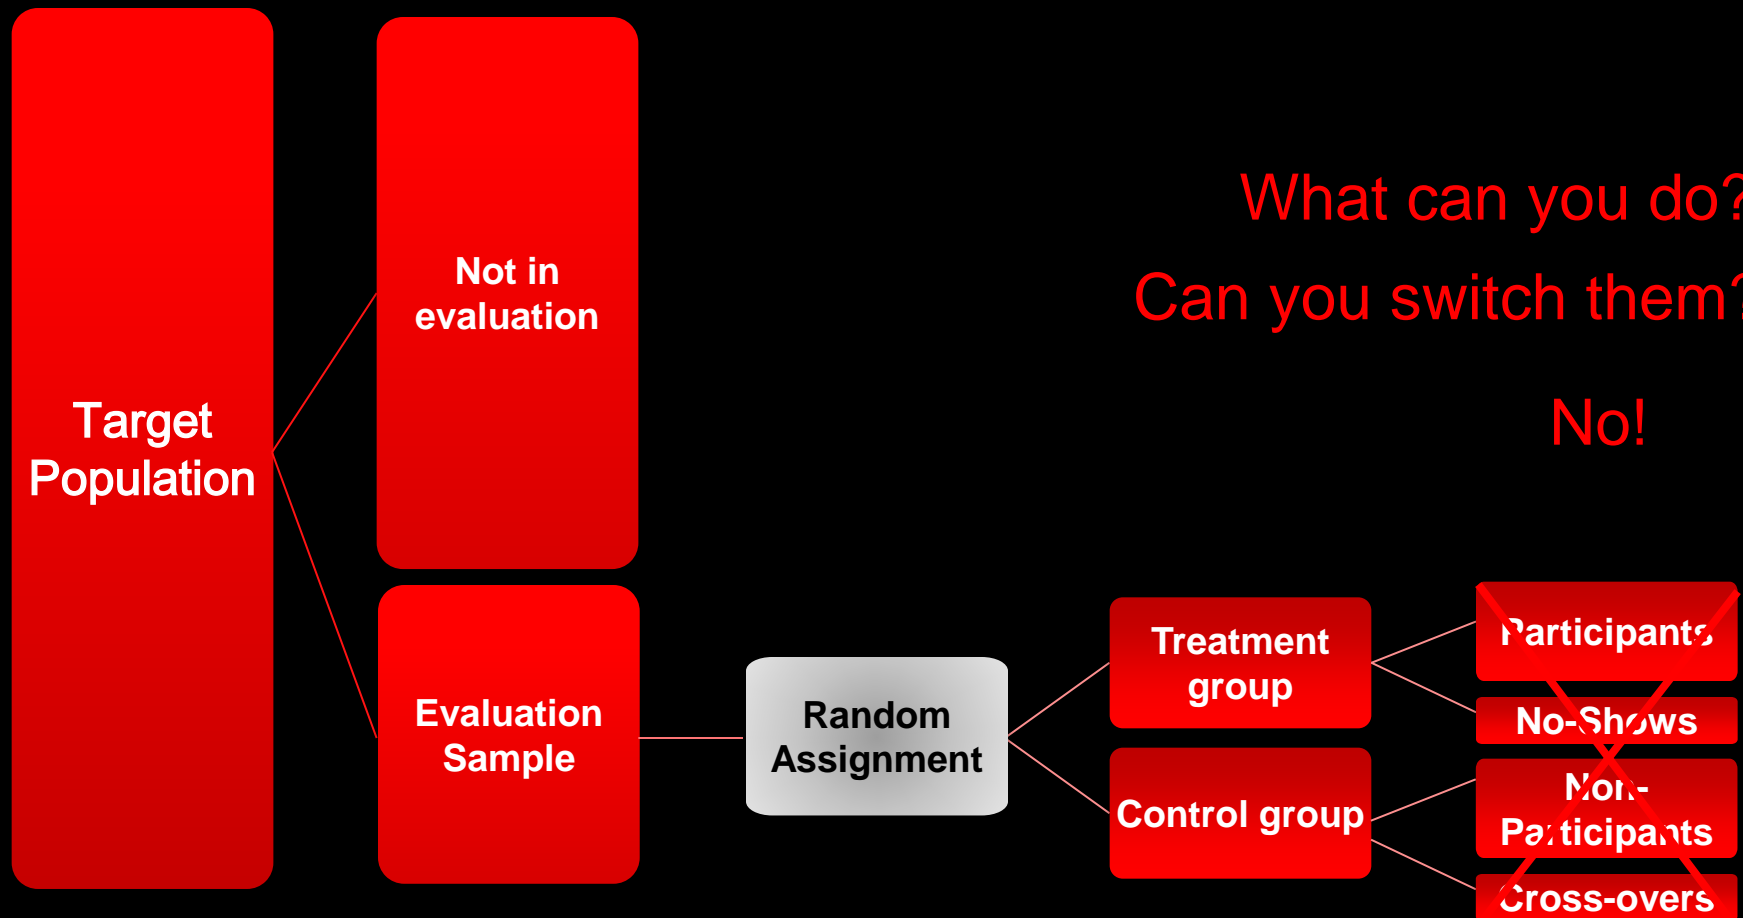 What can you do?
Can you switch them?
No!
Target
Population
Not in
evaluation
Evaluation
Sample
Random
Assignment
Treatment
group
Control group
Participants
No-Shows
Non-
Participants
Cross-overs